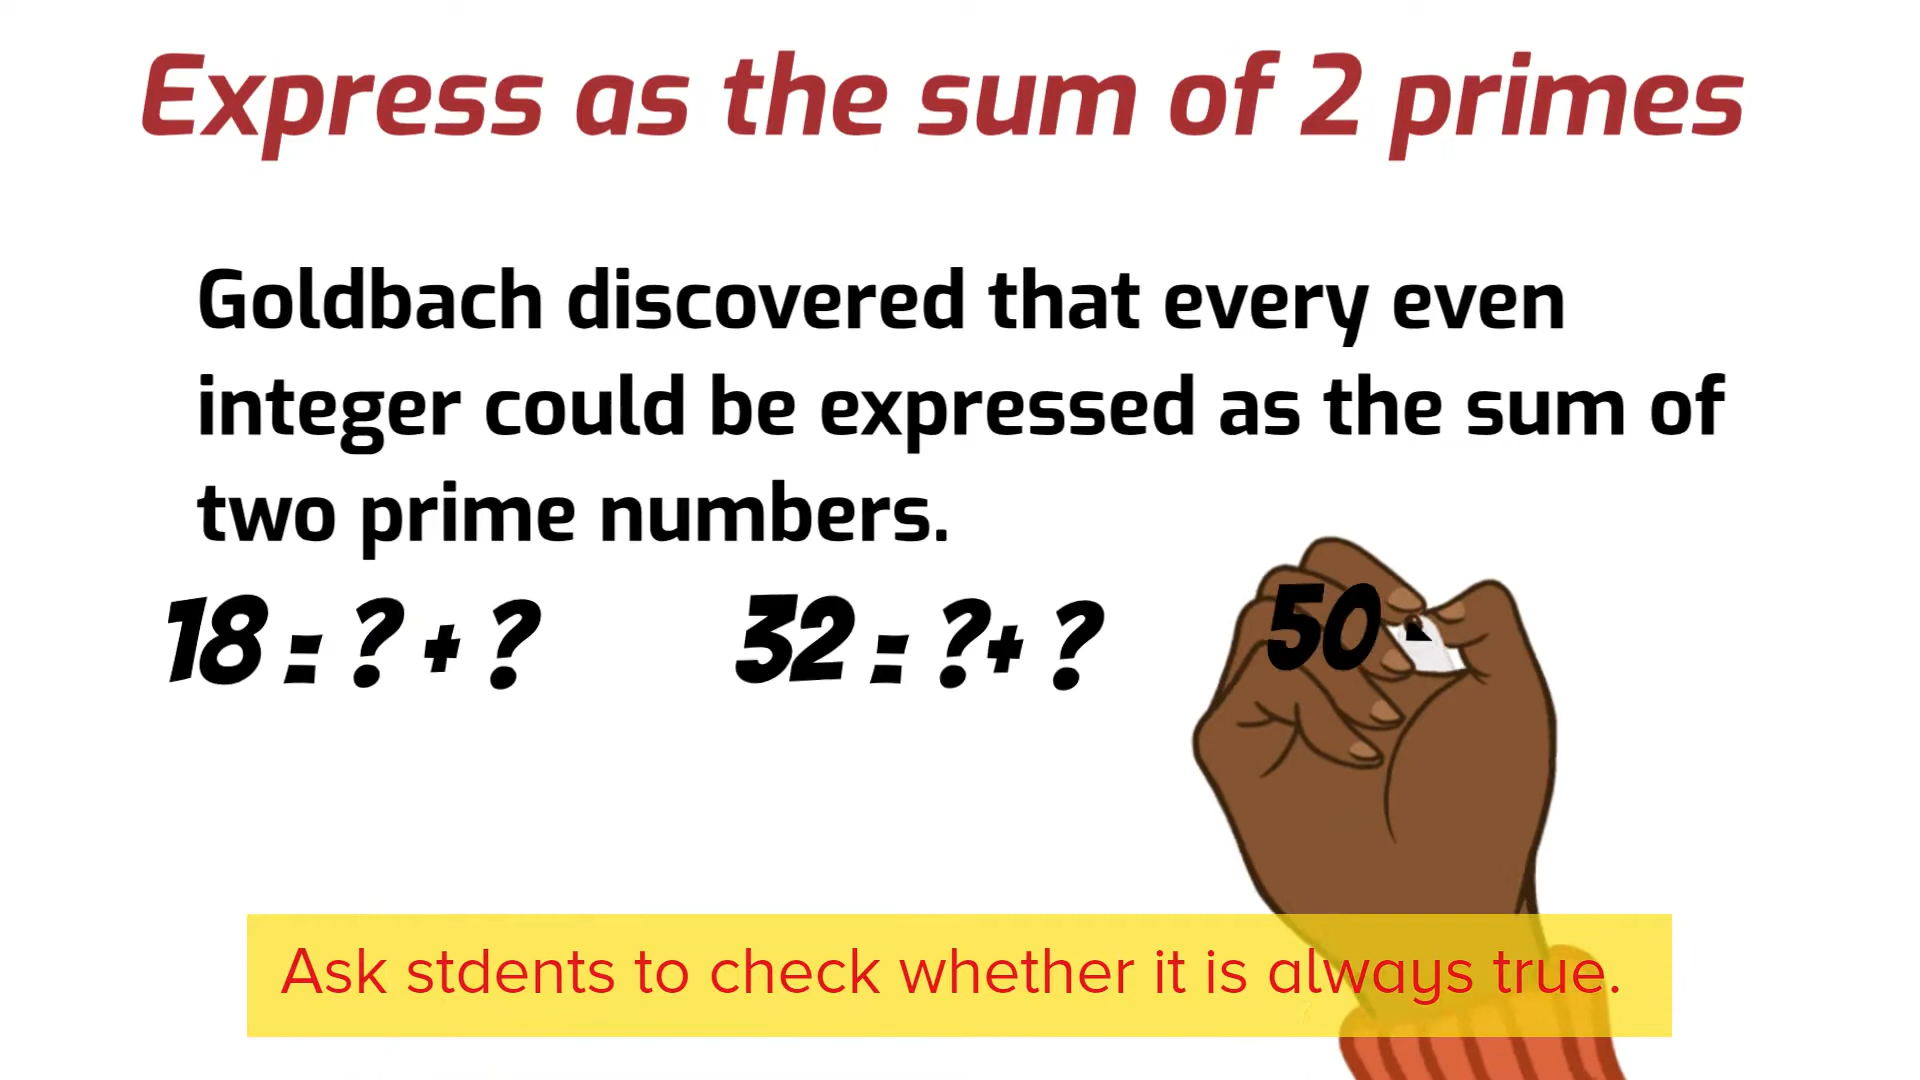 Express as the sum of 2 primes
Goldbach discovered that every even
integer could be expressed as the sum of
two prime numbers.
18 = ? + ? 32 = ? + ? 50
Ask stdents to check whether it is always true.